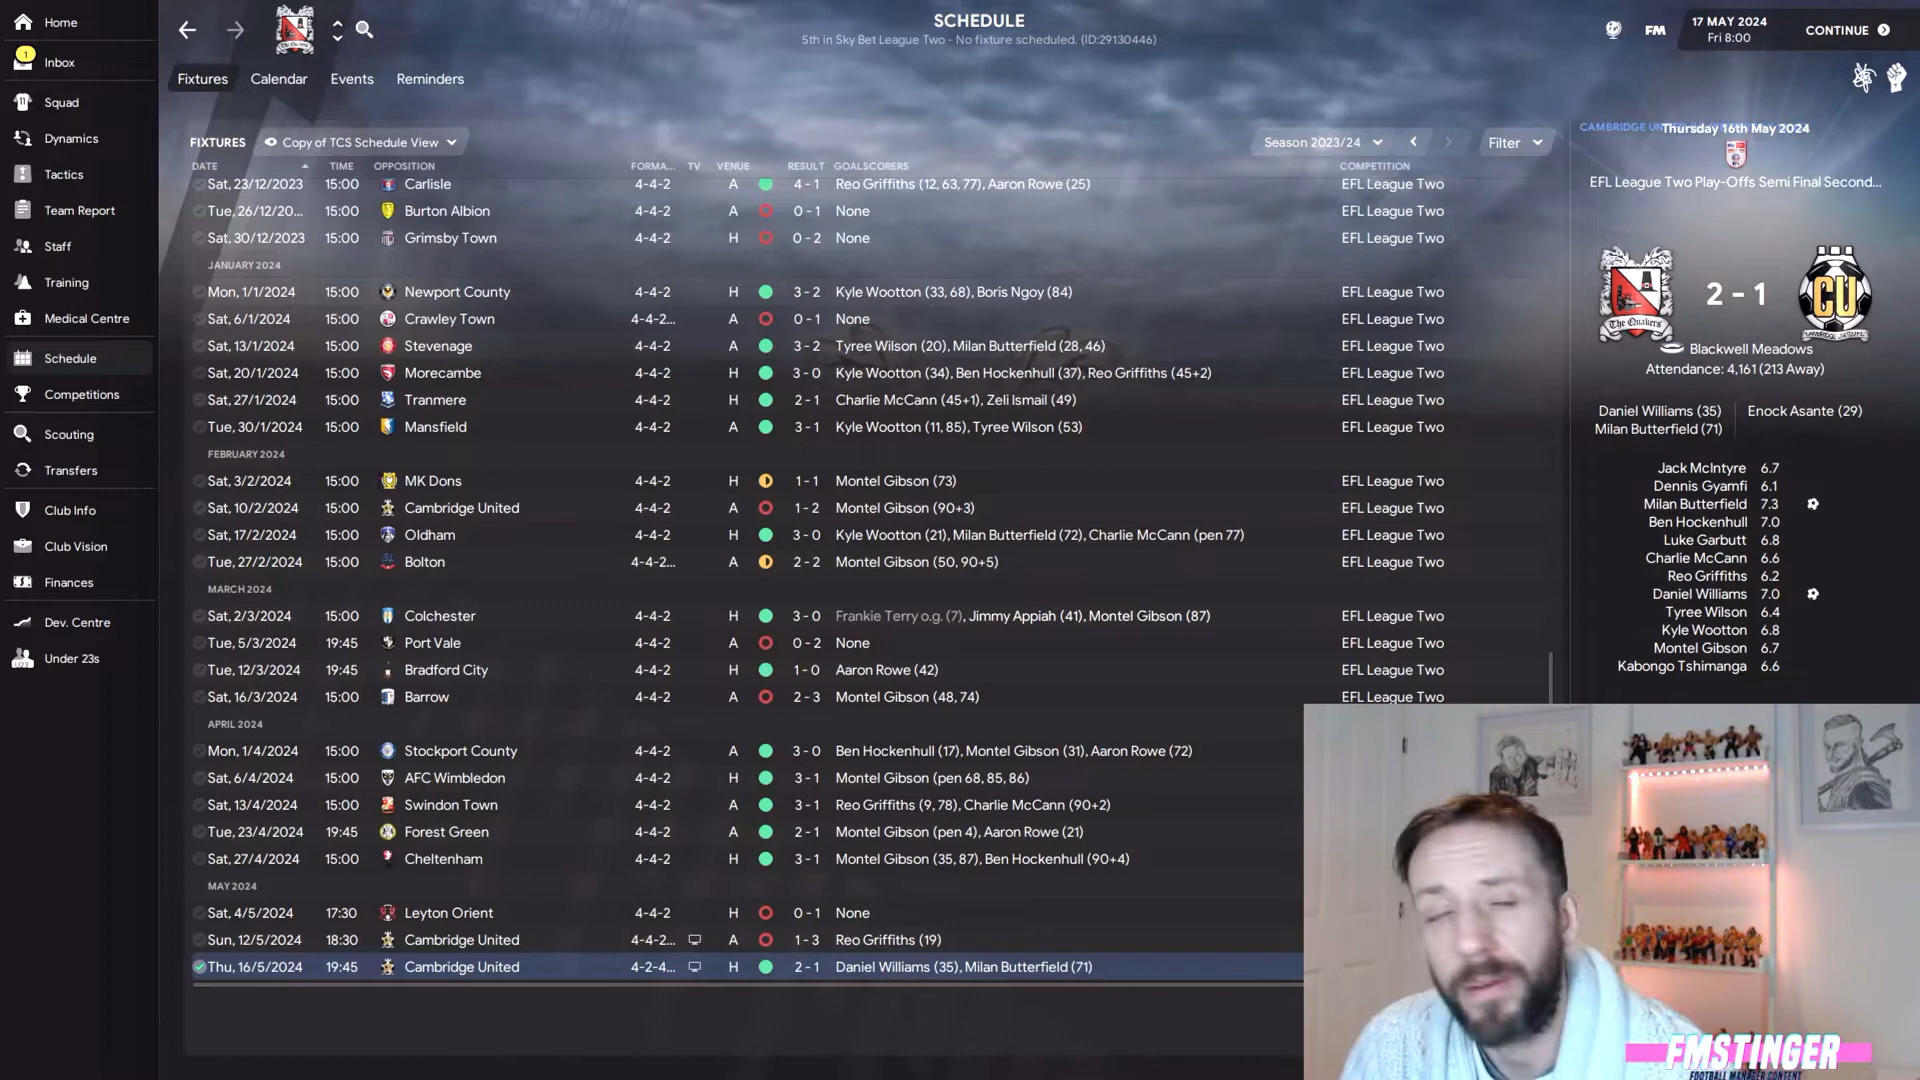 Home
Inbox
1
Squad
Dynamics
Tactics
Team Report
Staff
Training
Medical Centre
Schedule
Competitions
Scouting
Transfers
Club Info
Club Vision
Finances
Dev. Centre
Under 23s
SCHEDULE
5th in Sky Bet League Two - No fixture scheduled. (ID:29130446)
FM
17 MAY 2024
Fri 8:00
CONTINUE
Fixtures Calendar Events Reminders
FIXTURES Copy of TCS Schedule View Season 2023/24 Filter
DATE TIME OPPOSITION FORMA... TV VENUE RESULT GOALSCORERS COMPETITION
Sat, 23/12/2023 15:00 Carlisle 4-4-2 A 4 - 1 Reo Griffiths (12, 63, 77), Aaron Rowe (25) EFL League Two
Tue, 26/12/20... 15:00 Burton Albion 4-4-2 A 0 - 1 None EFL League Two
Sat, 30/12/2023 15:00 Grimsby Town 4-4-2 H 0 - 2 None EFL League Two
JANUARY 2024
Mon, 1/1/2024 15:00 Newport County 4-4-2 H 3 - 2 Kyle Wootton (33, 68), Boris Ngoy (84) EFL League Two
Sat, 6/1/2024 15:00 Crawley Town 4-4-2... A 0 - 1 None EFL League Two
Sat, 13/1/2024 15:00 Stevenage 4-4-2 A 3 - 2 Tyree Wilson (20), Milan Butterfield (28, 46) EFL League Two
Sat, 20/1/2024 15:00 Morecambe 4-4-2 H 3 - 0 Kyle Wootton (34), Ben Hockenhull (37), Reo Griffiths (45+2) EFL League Two
Sat, 27/1/2024 15:00 Tranmere 4-4-2 H 2 - 1 Charlie McCann (45+1), Zeli Ismail (49) EFL League Two
Tue, 30/1/2024 15:00 Mansfield 4-4-2 A 3 - 1 Kyle Wootton (11, 85), Tyree Wilson (53) EFL League Two
FEBRUARY 2024
Sat, 3/2/2024 15:00 MK Dons 4-4-2 H 1 - 1 Montel Gibson (73) EFL League Two
Sat, 10/2/2024 15:00 Cambridge United 4-4-2 A 1 - 2 Montel Gibson (90+3) EFL League Two
Sat, 17/2/2024 15:00 Oldham 4-4-2 H 3 - 0 Kyle Wootton (21), Milan Butterfield (72), Charlie McCann (pen 77) EFL League Two
Tue, 27/2/2024 15:00 Bolton 4-4-2... A 2 - 2 Montel Gibson (50, 90+5) EFL League Two
MARCH 2024
Sat, 2/3/2024 15:00 Colchester 4-4-2 H 3 - 0 Frankie Terry o.g. (7), Jimmy Appiah (41), Montel Gibson (87) EFL League Two
Tue, 5/3/2024 19:45 Port Vale 4-4-2 A 0 - 2 None EFL League Two
Tue, 12/3/2024 19:45 Bradford City 4-4-2 H 1 - 0 Aaron Rowe (42) EFL League Two
Sat, 16/3/2024 15:00 Barrow 4-4-2 A 2 - 3 Montel Gibson (48, 74) EFL League Two
APRIL 2024
Mon, 1/4/2024 15:00 Stockport County 4-4-2 A 3 - 0 Ben Hockenhull (17), Montel Gibson (31), Aaron Rowe (72)
Sat, 6/4/2024 15:00 AFC Wimbledon 4-4-2 H 3 - 1 Montel Gibson (pen 68, 85, 86)
Sat, 13/4/2024 15:00 Swindon Town 4-4-2 A 3 - 1 Reo Griffiths (9, 78), Charlie McCann (90+2)
Tue, 23/4/2024 19:45 Forest Green 4-4-2 A 2 - 1 Montel Gibson (pen 4), Aaron Rowe (21)
Sat, 27/4/2024 15:00 Cheltenham 4-4-2 H 3 - 1 Montel Gibson (35, 87), Ben Hockenhull (90+4)
MAY 2024
Sat, 4/5/2024 17:30 Leyton Orient 4-4-2 H 0 - 1 None
Sun, 12/5/2024 18:30 Cambridge United 4-4-2... A 1 - 3 Reo Griffiths (19)
Thu, 16/5/2024 19:45 Cambridge United 4-2-4... H 2 - 1 Daniel Williams (35), Milan Butterfield (71)
Thursday 16th May 2024
EFL League Two Play-Offs Semi Final Second...
The Quakers
2 - 1
CU
Blackwell Meadows
Attendance: 4,161 (213 Away)
Daniel Williams (35) Enock Asante (29)
Milan Butterfield (71)
Jack McIntyre 6.7
Dennis Gyamfi 6.1
Milan Butterfield 7.3
Ben Hockenhull 7.0
Luke Garbutt 6.8
Charlie McCann 6.6
Reo Griffiths 6.2
Daniel Williams 7.0
Tyree Wilson 6.4
Kyle Wootton 6.8
Montel Gibson 6.7
Kabongo Tshimanga 6.6
FMSTINGER
FOOTBALL MANAGER CONTENT